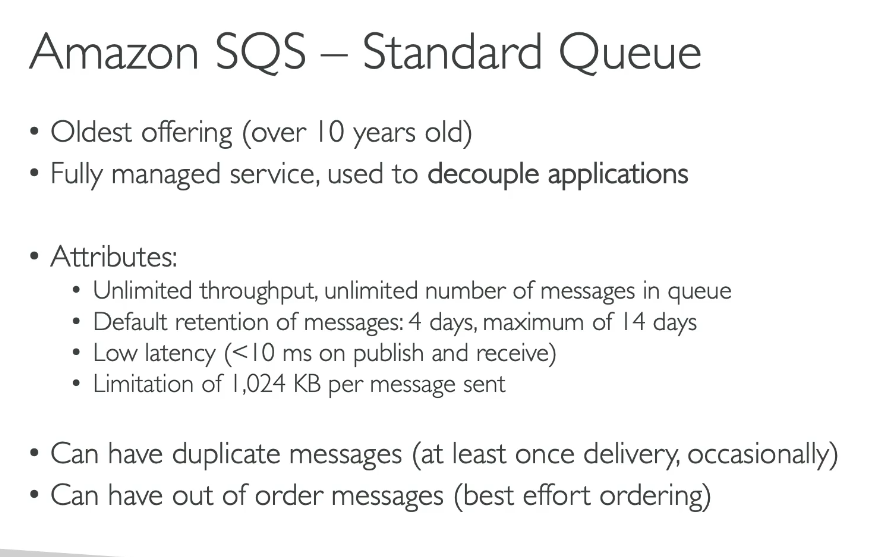 Amazon SQS – Standard Queue
• Oldest offering (over 10 years old)
• Fully managed service, used to decouple applications
• Attributes:
• Unlimited throughput, unlimited number of messages in queue
• Default retention of messages: 4 days, maximum of 14 days
• Low latency (<10 ms on publish and receive)
• Limitation of 1,024 KB per message sent
• Can have duplicate messages (at least once delivery, occasionally)
• Can have out of order messages (best effort ordering)